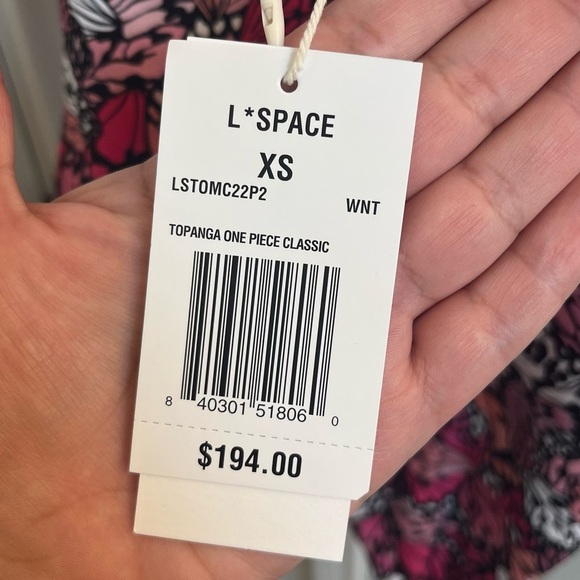 L*SPACE
XS
LSTOMC22P2
WNT
TOPANGA ONE PIECE CLASSIC
8 40301 51806 0
$194.00